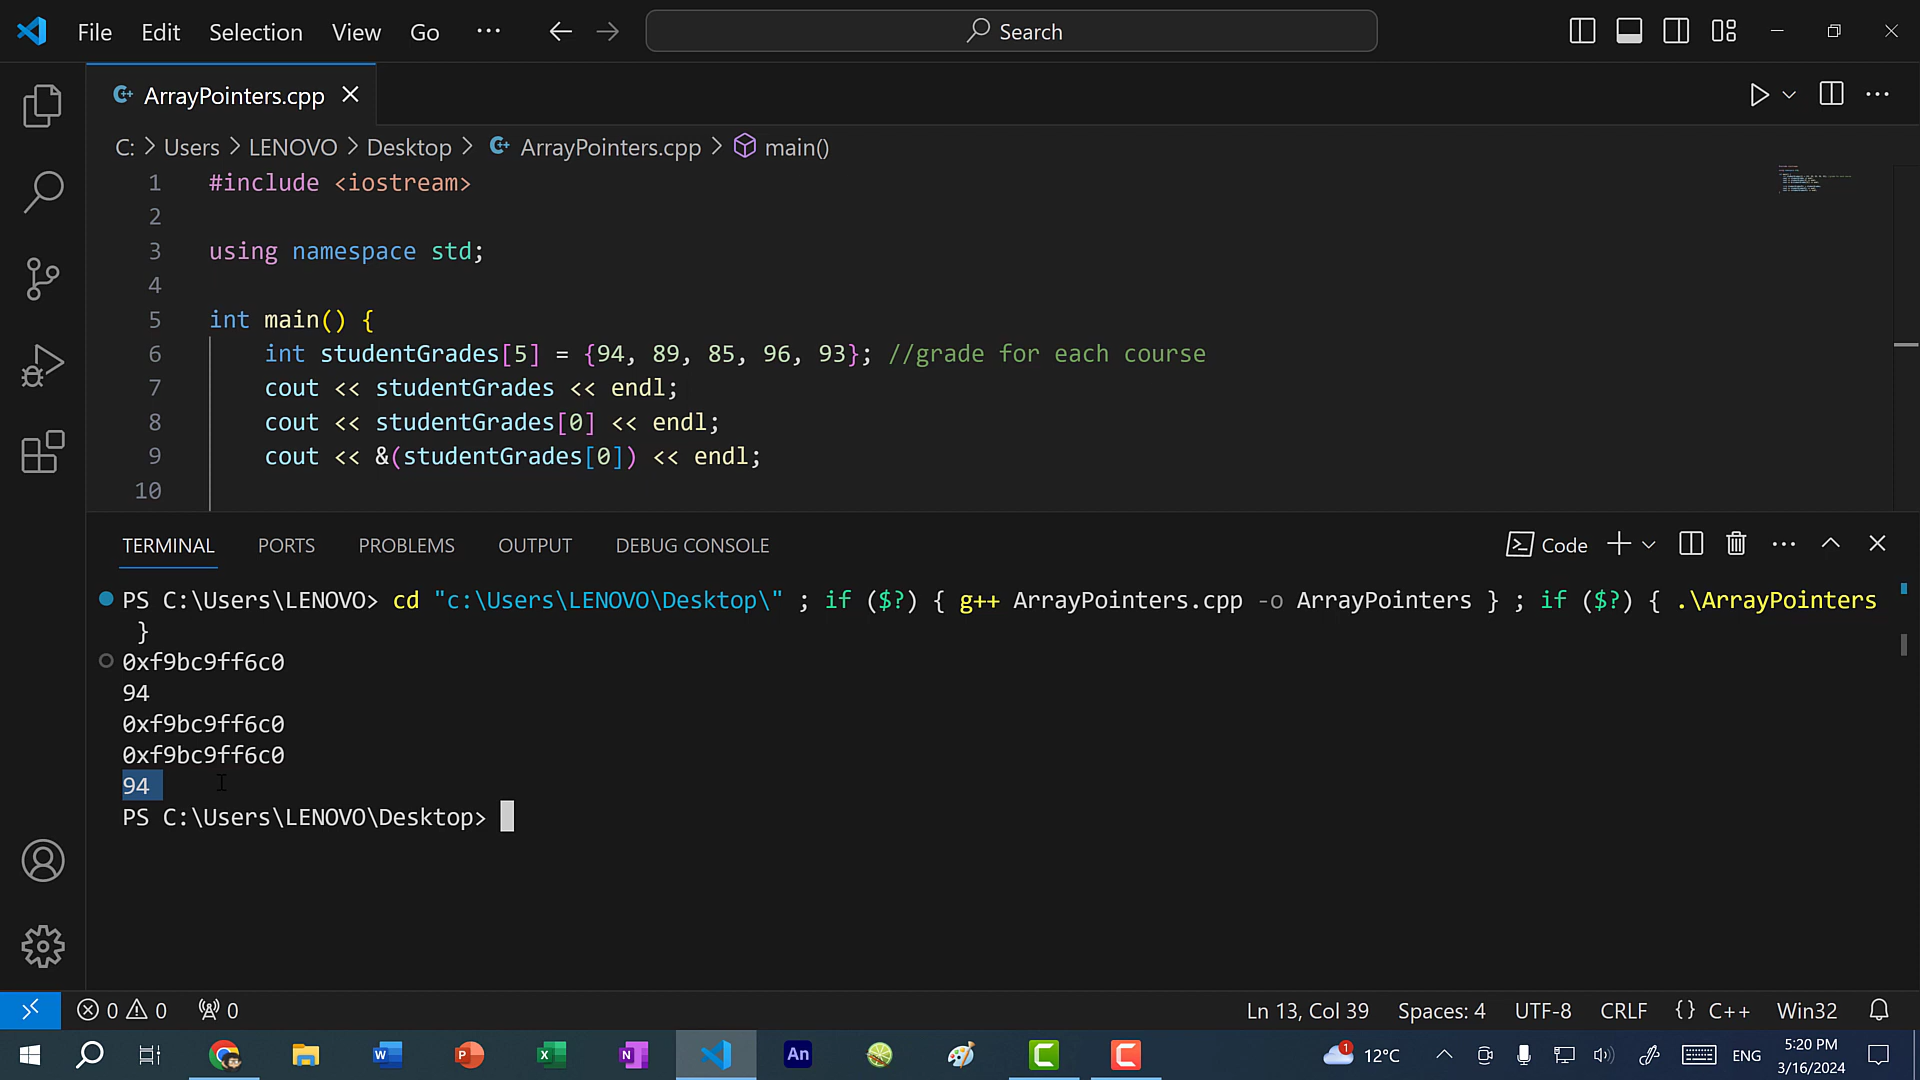 File Edit Selection View Go ··· Search
ArrayPointers.cpp
C: > Users > LENOVO > Desktop > ArrayPointers.cpp > main()
1 #include <iostream>
2
3 using namespace std;
4
5 int main() {
6 int studentGrades[5] = {94, 89, 85, 96, 93}; //grade for each course
7 cout << studentGrades << endl;
8 cout << studentGrades[0] << endl;
9 cout << &(studentGrades[0]) << endl;
10
TERMINAL PORTS PROBLEMS OUTPUT DEBUG CONSOLE Code
PS C:\Users\LENOVO> cd "c:\Users\LENOVO\Desktop\" ; if ($?) { g++ ArrayPointers.cpp -o ArrayPointers } ; if ($?) { .\ArrayPointers
}
0xf9bc9ff6c0
94
0xf9bc9ff6c0
0xf9bc9ff6c0
94
PS C:\Users\LENOVO\Desktop>
0 0 0 Ln 13, Col 39 Spaces: 4 UTF-8 CRLF {} C++ Win32
W P X N An 1 12°C ENG 5:20 PM
3/16/2024